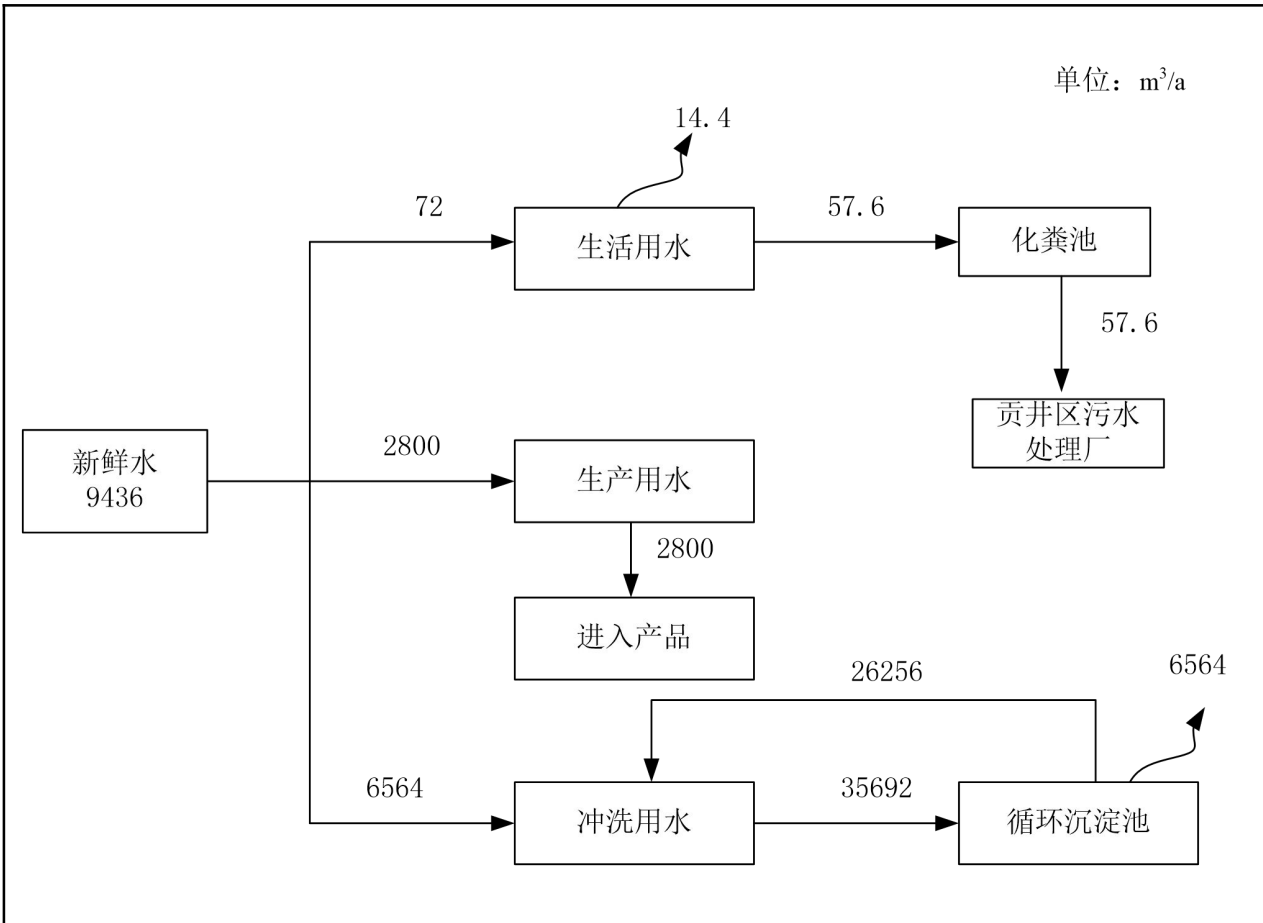 单位：m³/a
14.4
72
生活用水
57.6
化粪池
57.6
贡井区污水
处理厂
新鲜水
9436
2800
生产用水
2800
进入产品
26256
6564
6564
冲洗用水
35692
循环沉淀池